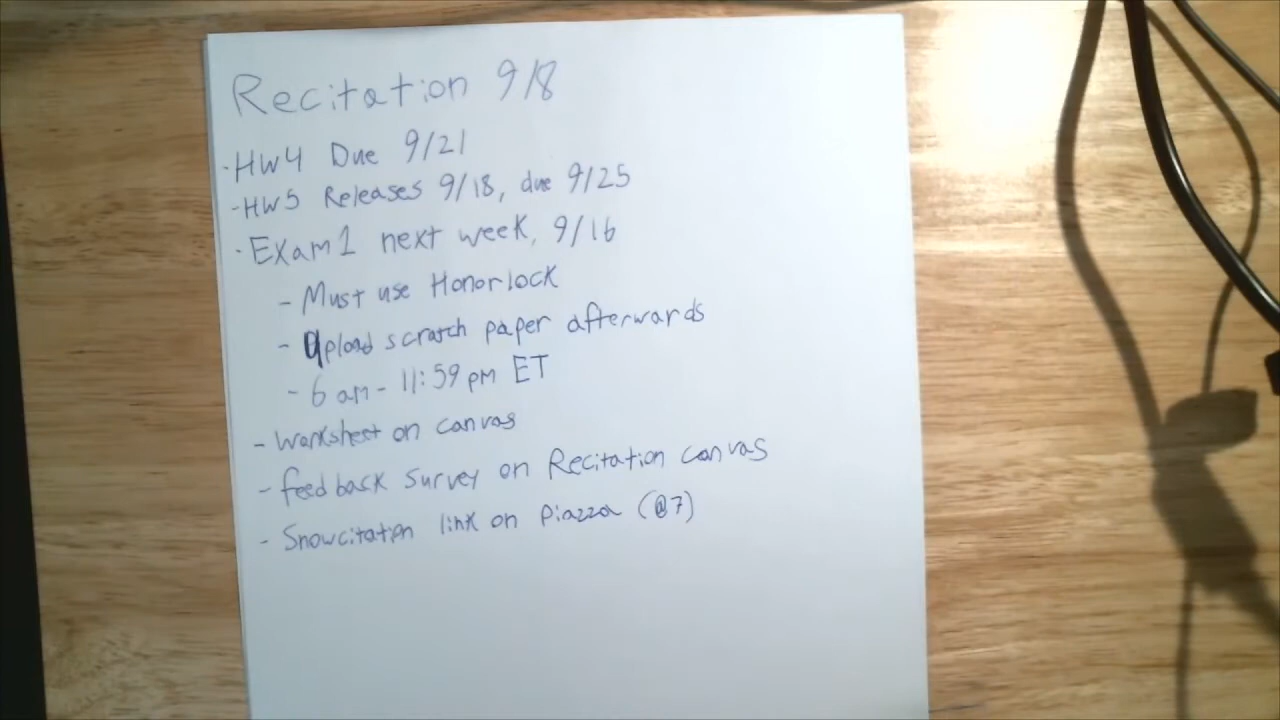 Recitation 9/8
- HW4 Due 9/21
- HW5 Releases 9/18, due 9/25
- Exam 1 next week, 9/16
- Must use Honorlock
- Upload scratch paper afterwards
- 6 am - 11:59 pm ET
- Worksheet on canvas
- feedback survey on Recitation canvas
- Snowcitation link on piazza (@7)